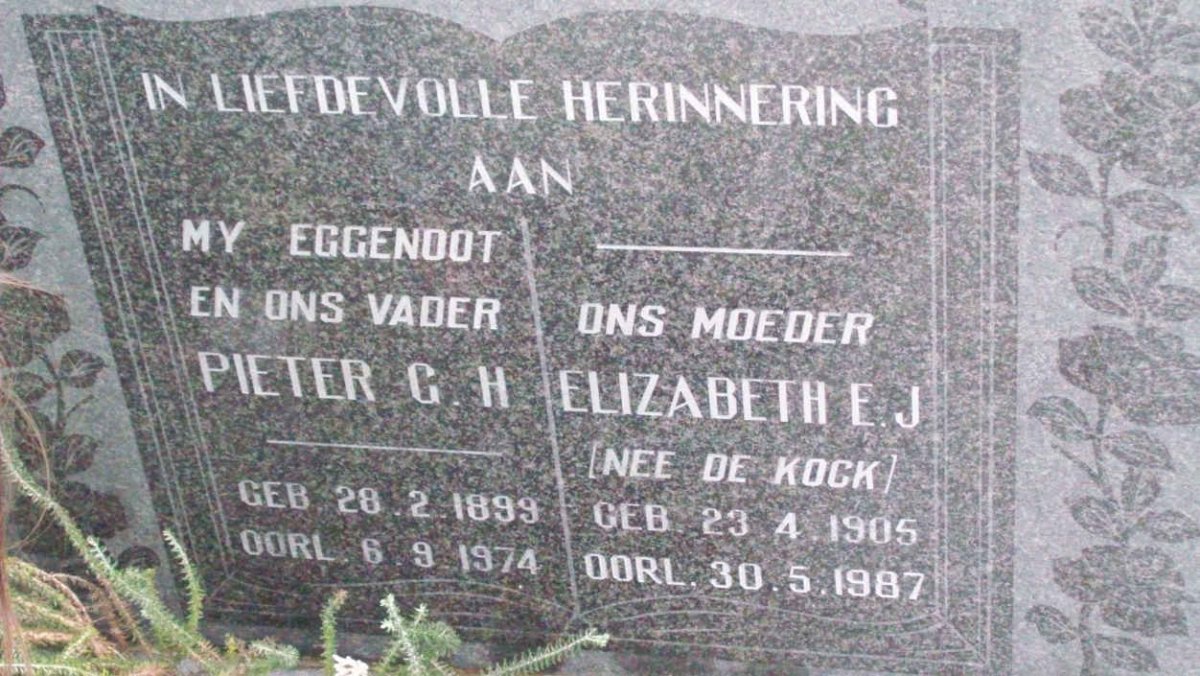 IN LIEFDEVOLLE HERINNERING
AAN
MY EGGENOOT
EN ONS VADER
PIETER G. H
GEB 28.2.1899
OORL. 6.9.1974
ONS MOEDER
ELIZABETH E.J
[NEE DE KOCK]
GEB. 23.4.1905
OORL. 30.5.1987